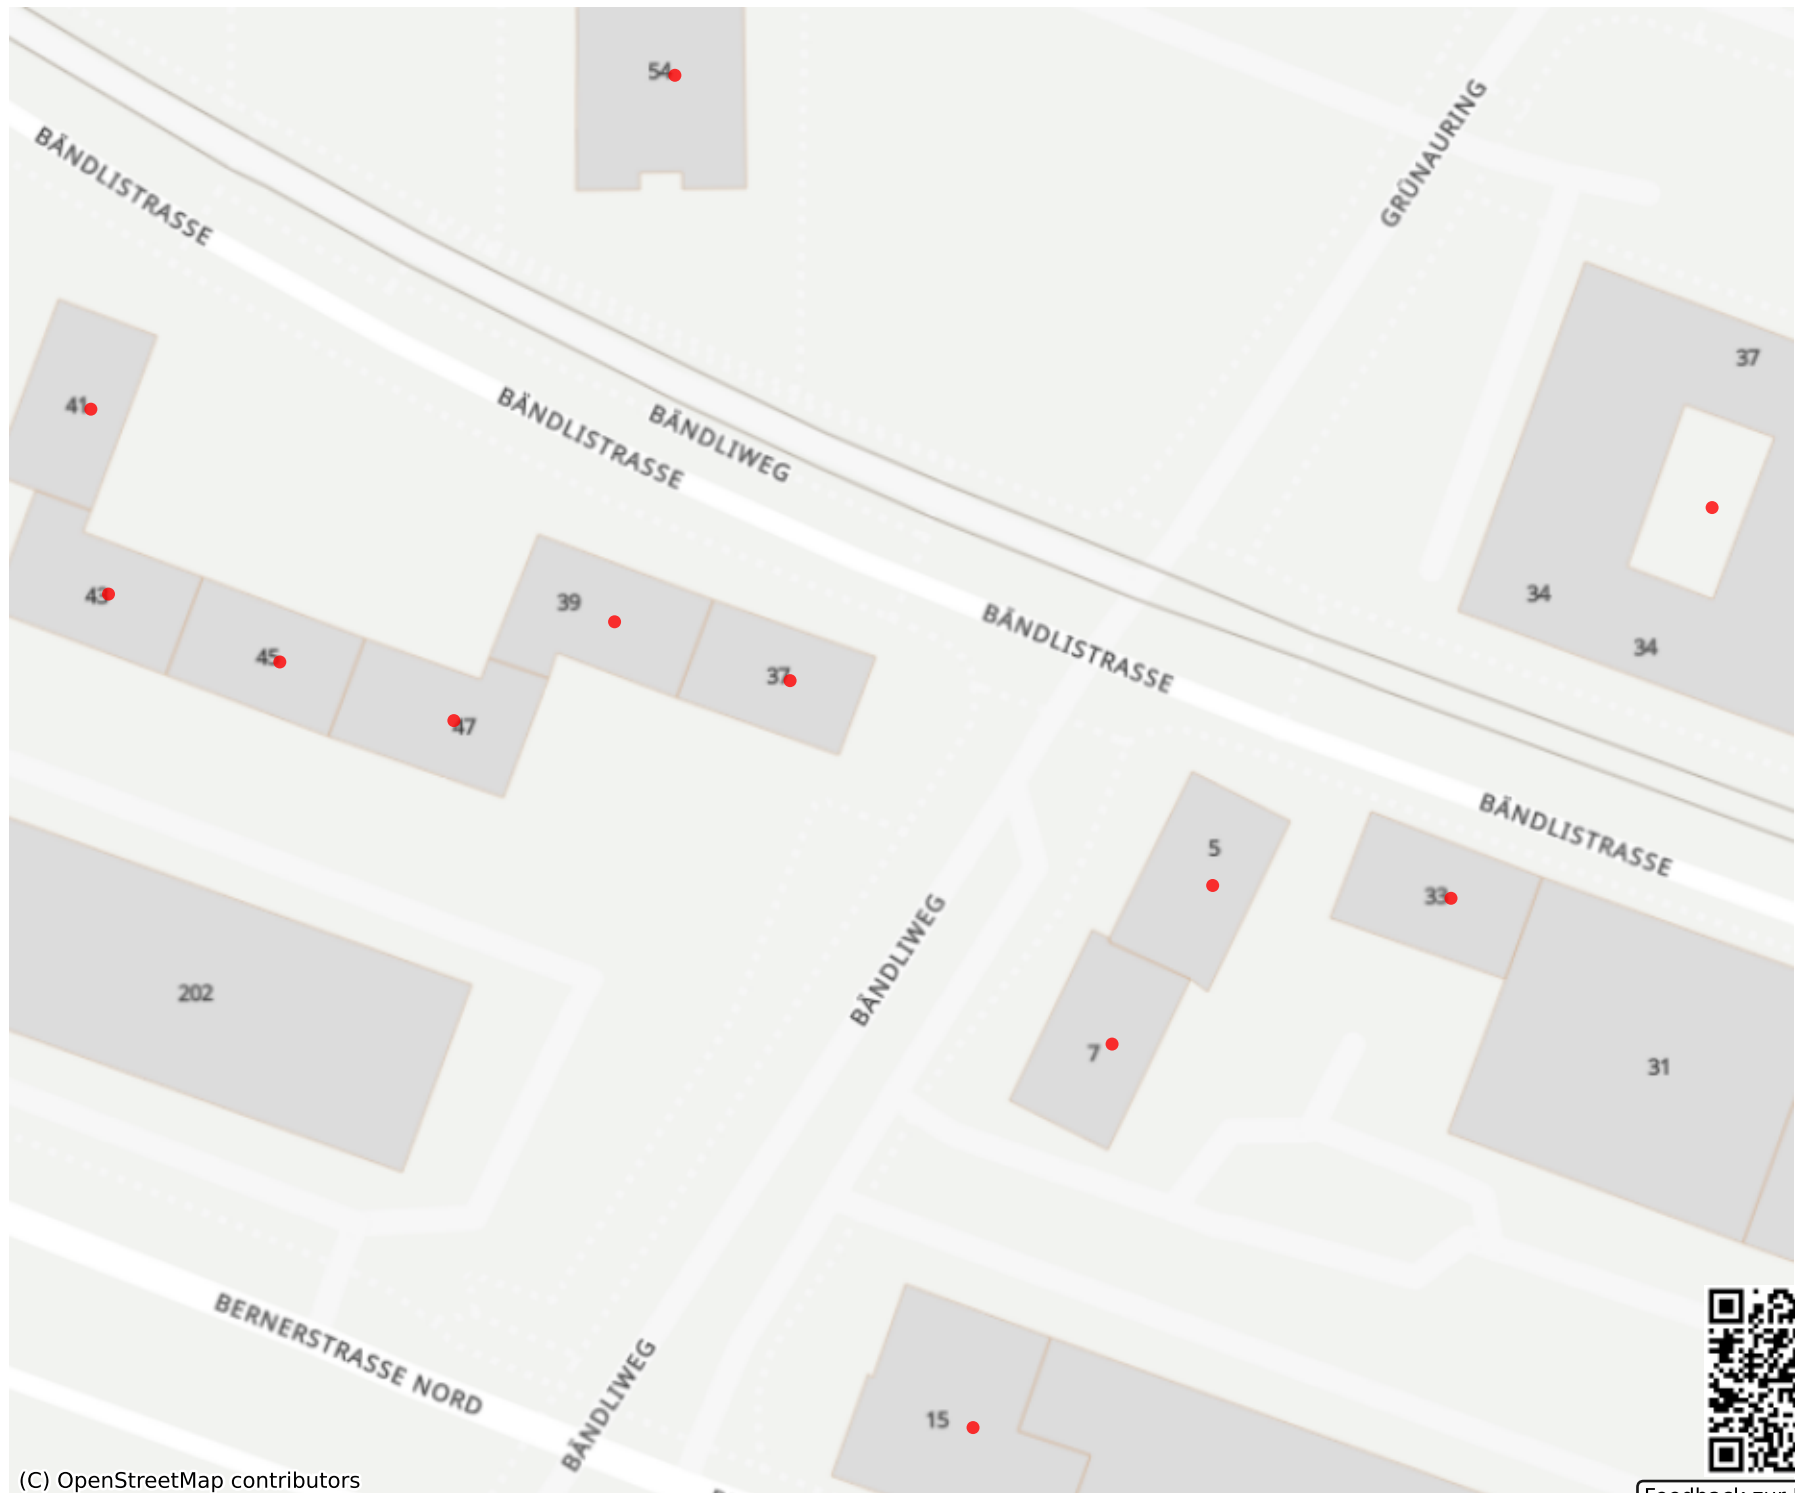 54
GRÜNAURING
BÄNDLISTRASSE
37
41
BÄNDLISTRASSE
BÄNDLIWEG
34
43
39
BÄNDLISTRASSE
34
45
37
47
BÄNDLISTRASSE
5
33
BÄNDLIWEG
202
7
31
BERNERSTRASSE NORD
BÄNDLIWEG
15
(C) OpenStreetMap contributors